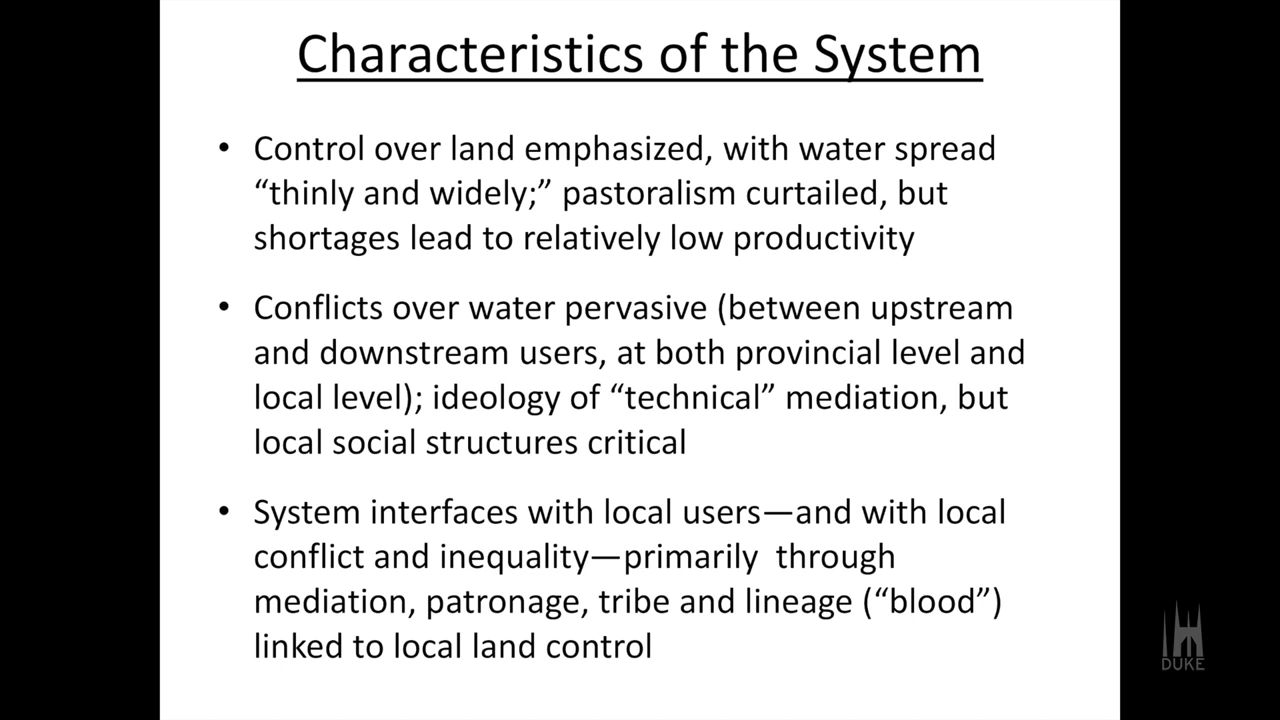 Characteristics of the System
• Control over land emphasized, with water spread
“thinly and widely;” pastoralism curtailed, but
shortages lead to relatively low productivity
• Conflicts over water pervasive (between upstream
and downstream users, at both provincial level and
local level); ideology of “technical” mediation, but
local social structures critical
• System interfaces with local users—and with local
conflict and inequality—primarily  through
mediation, patronage, tribe and lineage (“blood”)
linked to local land control
DUKE